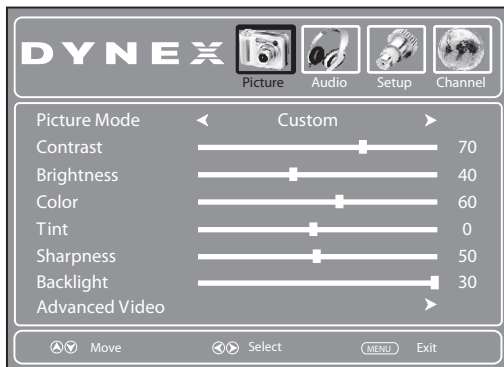 DYNEX
Picture Audio Setup Channel
Picture Mode Custom
Contrast 70
Brightness 40
Color 60
Tint 0
Sharpness 50
Backlight 30
Advanced Video
Move Select MENU Exit